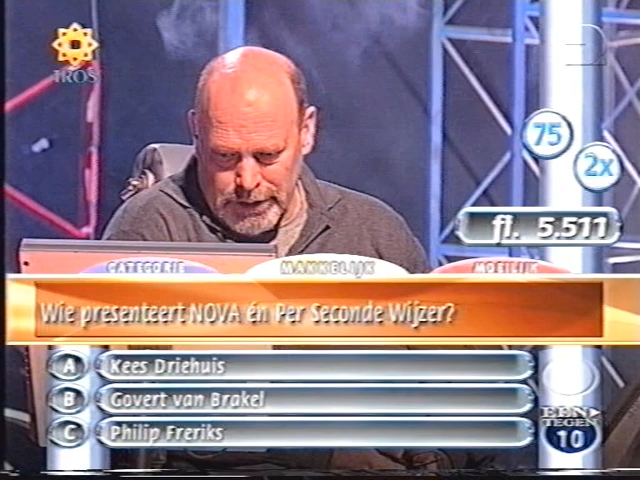 TROS
75
2x
fl. 5.511
CATEGORIE
MAKKELIJK
MOEILIJK
Wie presenteert NOVA én Per Seconde Wijzer?
A Kees Driehuis
B Govert van Brakel
C Philip Freriks
EEN
TEGEN
10